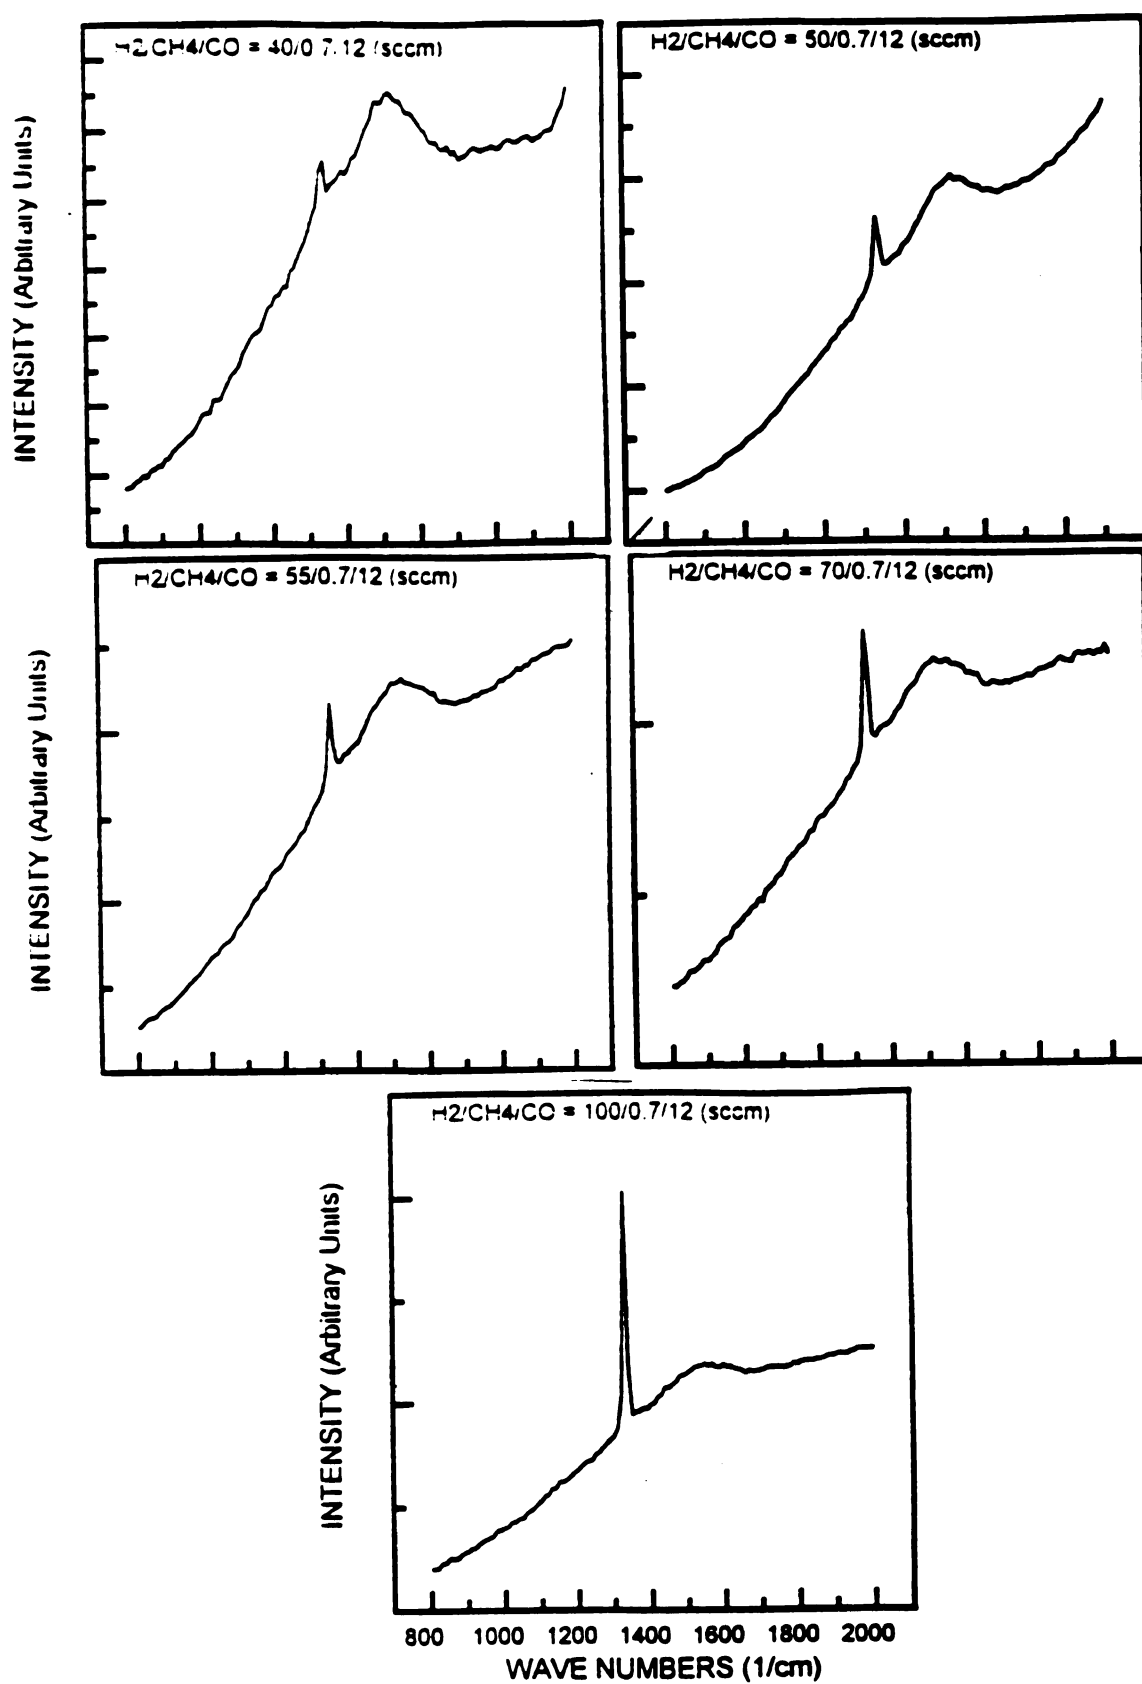 H2/CH4/CO = 40/0.7/12 (sccm)
H2/CH4/CO = 50/0.7/12 (sccm)
INTENSITY (Arbitrary Units)
H2/CH4/CO = 55/0.7/12 (sccm)
H2/CH4/CO = 70/0.7/12 (sccm)
INTENSITY (Arbitrary Units)
H2/CH4/CO = 100/0.7/12 (sccm)
INTENSITY (Arbitrary Units)
800 1000 1200 1400 1600 1800 2000
WAVE NUMBERS (1/cm)